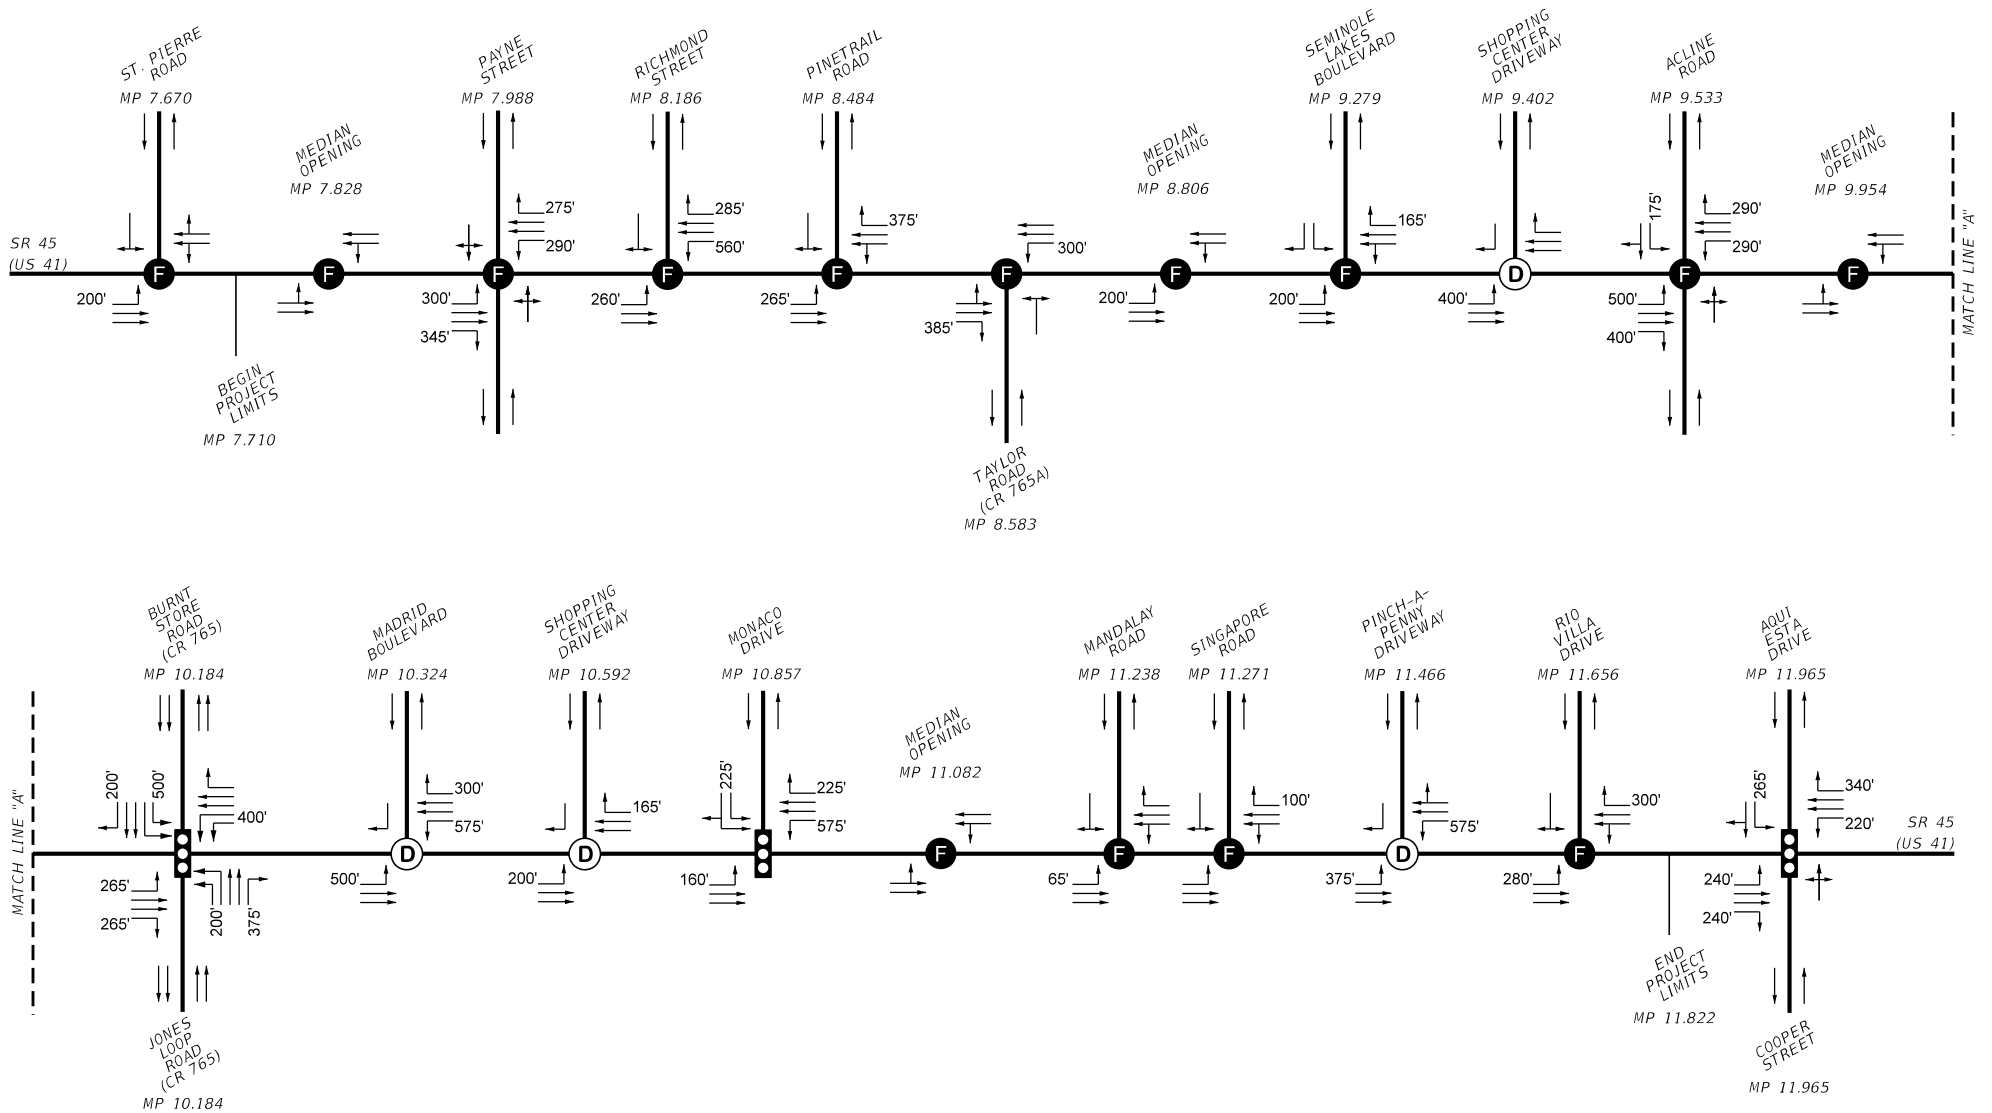 ST. PIERRE
ROAD
MP 7.670
MEDIAN
OPENING
MP 7.828
PAYNE
STREET
MP 7.988
RICHMOND
STREET
MP 8.186
PINETRAIL
ROAD
MP 8.484
MEDIAN
OPENING
MP 8.806
SEMINOLE
LAKES
BOULEVARD
MP 9.279
SHOPPING
CENTER
DRIVEWAY
MP 9.402
ACLINE
ROAD
MP 9.533
MEDIAN
OPENING
MP 9.954
SR 45
(US 41)
275'
290'
285'
560'
375'
300'
165'
175'
290'
290'
F
F
F
F
F
F
F
F
D
F
F
200'
300'
345'
260'
265'
385'
200'
200'
400'
500'
400'
MATCH LINE "A"
BEGIN
PROJECT
LIMITS
MP 7.710
TAYLOR
ROAD
(CR 765A)
MP 8.583
BURNT
STORE
ROAD
(CR 765)
MP 10.184
MADRID
BOULEVARD
MP 10.324
SHOPPING
CENTER
DRIVEWAY
MP 10.592
MONACO
DRIVE
MP 10.857
MEDIAN
OPENING
MP 11.082
MANDALAY
ROAD
MP 11.238
SINGAPORE
ROAD
MP 11.271
PINCH-A-
PENNY
DRIVEWAY
MP 11.466
RIO
VILLA
DRIVE
MP 11.656
AQUI
ESTA
DRIVE
MP 11.965
MATCH LINE "A"
200'
500'
400'
300'
575'
165'
225'
225'
575'
100'
575'
300'
265'
340'
220'
SR 45
(US 41)
D
D
F
F
F
D
F
265'
265'
200'
375'
500'
200'
160'
65'
375'
280'
240'
240'
JONES
LOOP
ROAD
(CR 765)
MP 10.184
END
PROJECT
LIMITS
MP 11.822
COOPER
STREET
MP 11.965